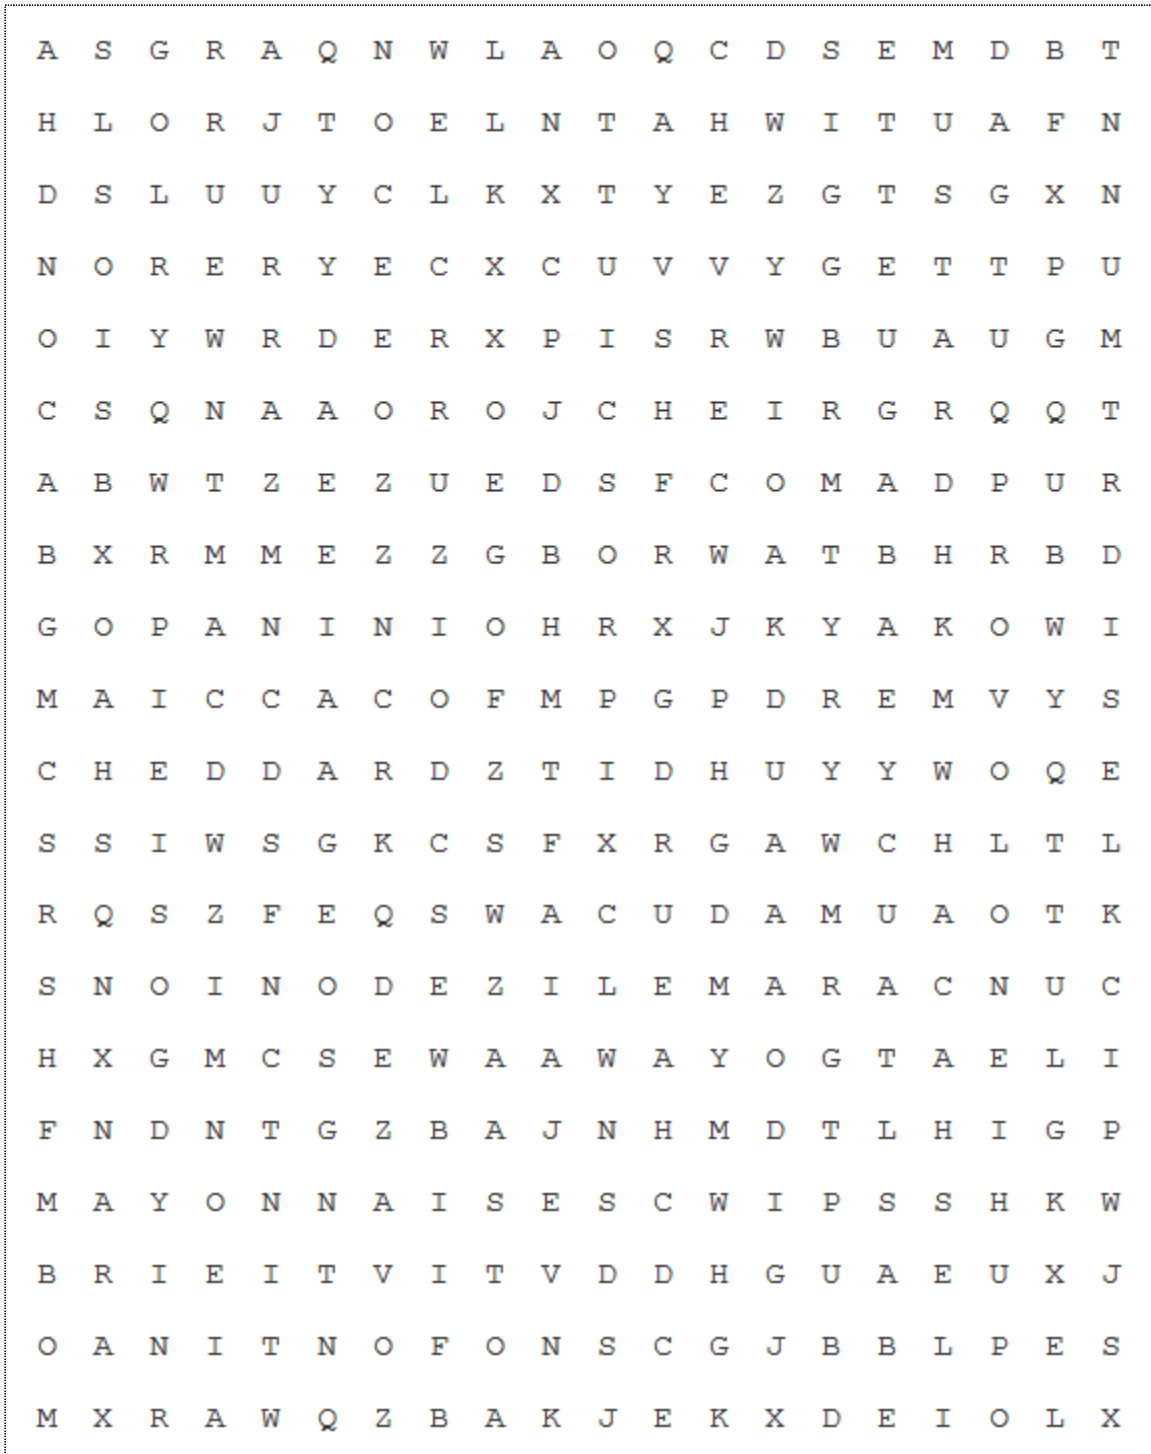 A S G R A Q N W L A O Q C D S E M D B T
H L O R J T O E L N T A H W I T U A F N
D S L U U Y C L K X T Y E Z G T S G X N
N O R E R Y E C X C U V V Y G E T T P U
O I Y W R D E R X P I S R W B U A U G M
C S Q N A A O R O J C H E I R G R Q Q T
A B W T Z E Z U E D S F C O M A D P U R
B X R M M E Z Z G B O R W A T B H R B D
G O P A N I N I O H R X J K Y A K O W I
M A I C C A C O F M P G P D R E M V Y S
C H E D D A R D Z T I D H U Y Y W O Q E
S S I W S G K C S F X R G A W C H L T L
R Q S Z F E Q S W A C U D A M U A O T K
S N O I N O D E Z I L E M A R A C N U C
H X G M C S E W A A W A Y O G T A E L I
F N D N T G Z B A J N H M D T L H I G P
M A Y O N N A I S E S C W I P S S H K W
B R I E I T V I T V D D H G U A E U X J
O A N I T N O F O N S C G J B B L P E S
M X R A W Q Z B A K J E K X D E I O L X